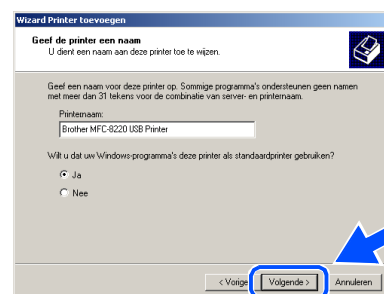 Wizard Printer toevoegen
Geef de printer een naam
U dient een naam aan deze printer toe te wijzen.
Geef een naam voor deze printer op. Sommige programma's ondersteunen geen namen
met meer dan 31 tekens voor de combinatie van server- en printernaam.
Printernaam:
Brother MFC-8220 USB Printer
Wilt u dat uw Windows-programma's deze printer als standaardprinter gebruiken?
Ja
Nee
< Vorige Volgende > Annuleren